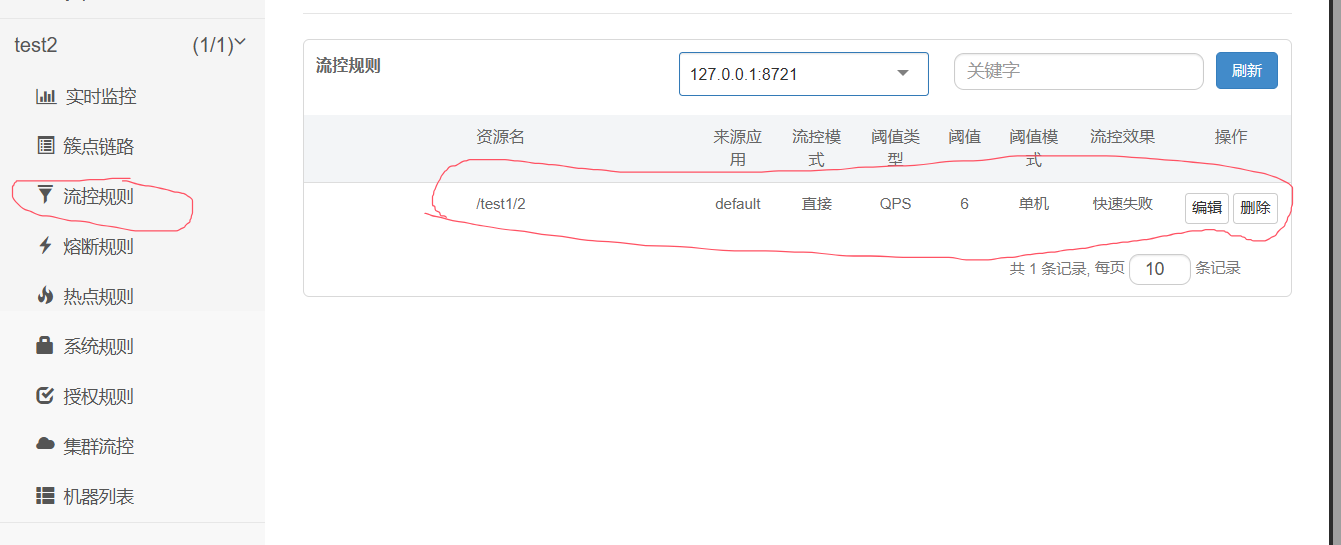 test2 (1/1)
实时监控
簇点链路
流控规则
熔断规则
热点规则
系统规则
授权规则
集群流控
机器列表
流控规则 127.0.0.1:8721 关键字 刷新
资源名 来源应用 流控模式 阈值类型 阈值 阈值模式 流控效果 操作
/test1/2 default 直接 QPS 6 单机 快速失败 编辑 删除
共 1 条记录, 每页 10 条记录